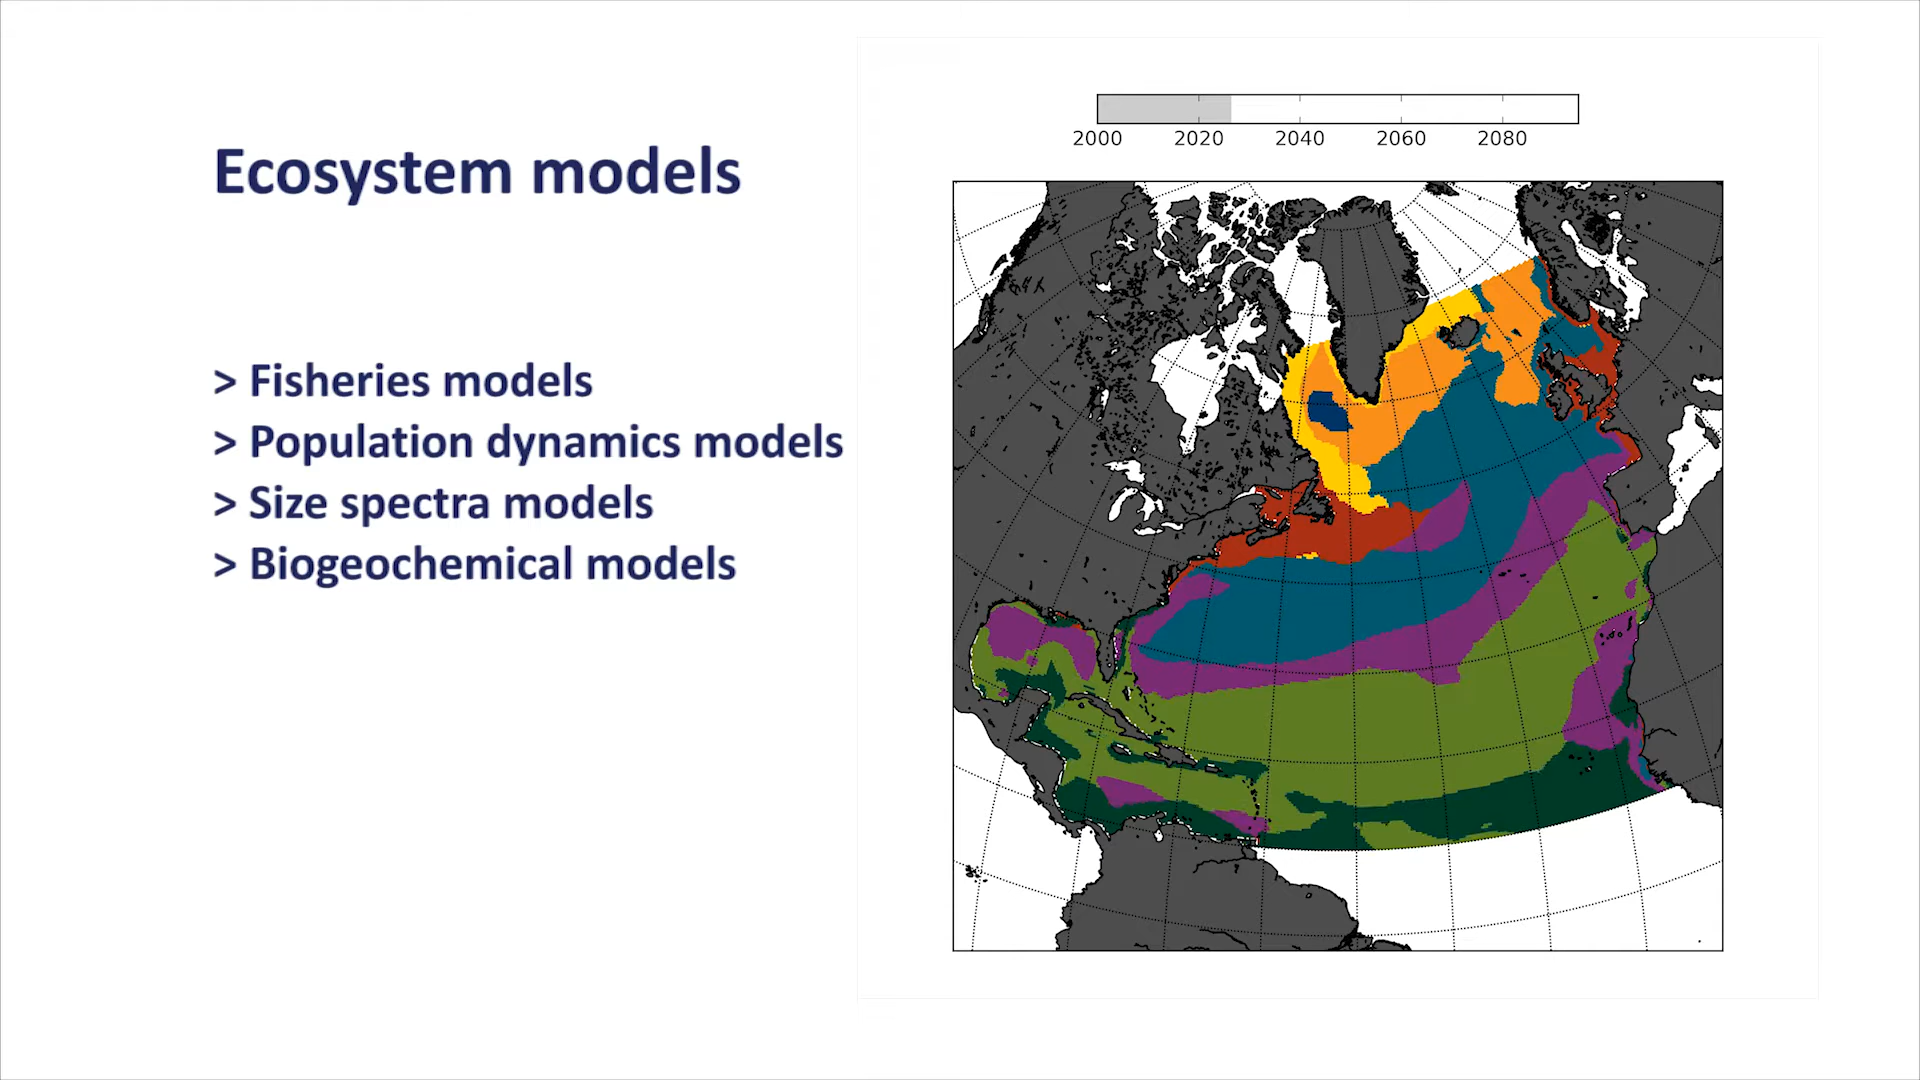 Ecosystem models
> Fisheries models
> Population dynamics models
> Size spectra models
> Biogeochemical models
2000 2020 2040 2060 2080